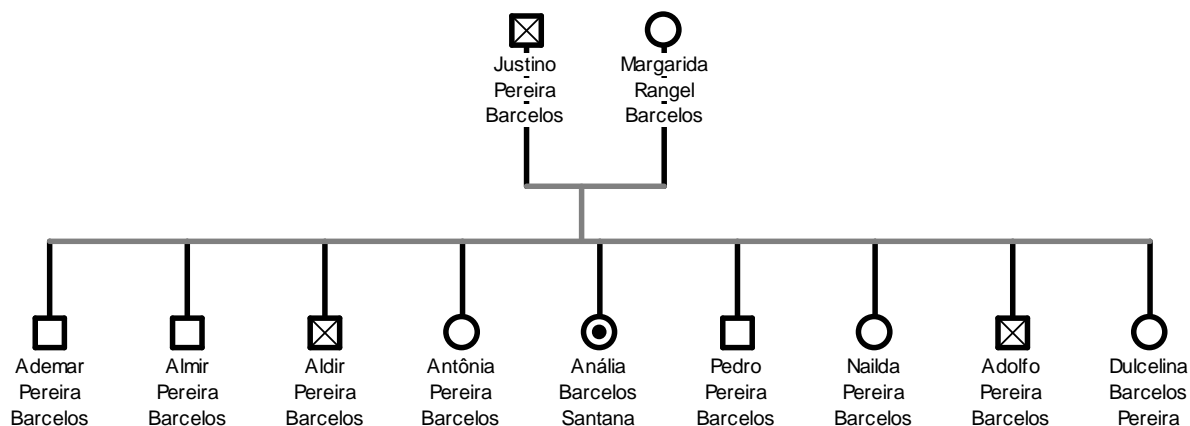 Justino
Pereira
Barcelos
Margarida
Rangel
Barcelos
Ademar
Pereira
Barcelos
Almir
Pereira
Barcelos
Aldir
Pereira
Barcelos
Antônia
Pereira
Barcelos
Anália
Barcelos
Santana
Pedro
Pereira
Barcelos
Nailda
Pereira
Barcelos
Adolfo
Pereira
Barcelos
Dulcelina
Barcelos
Pereira